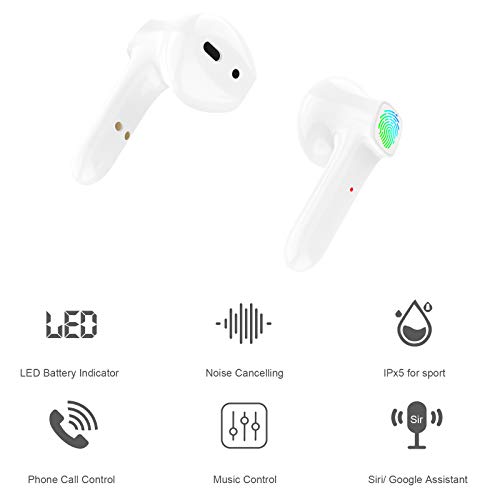 LED
LED Battery Indicator
Noise Cancelling
IPx5 for sport
Phone Call Control
Music Control
Sir
Siri/ Google Assistant